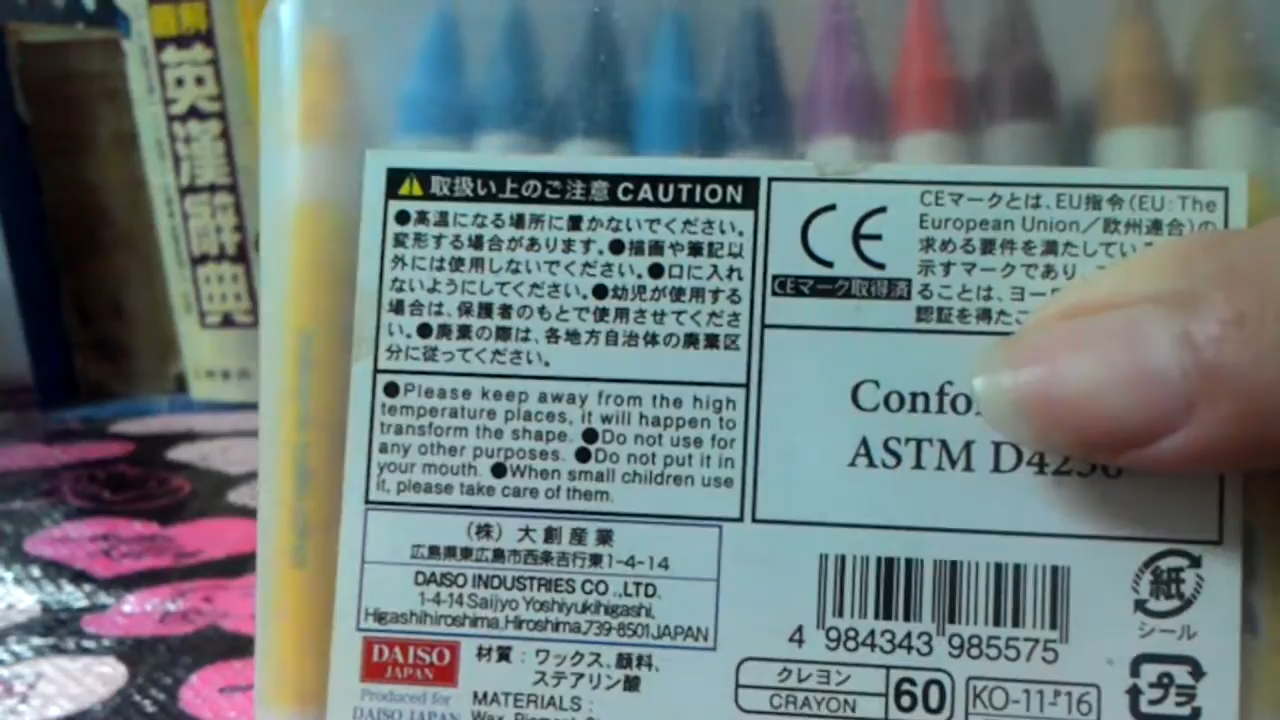 圖解
英漢辭典
取扱い上のご注意 CAUTION
●高温になる場所に置かないでください。
変形する場合があります。●描画や筆記以
外には使用しないでください。●口に入れ
ないようにしてください。●幼児が使用する
場合は、保護者のもとで使用させてくださ
い。●廃棄の際は、各地方自治体の廃棄区
分に従ってください。
●Please keep away from the high
temperature places, it will happen to
transform the shape. ●Do not use for
any other purposes. ●Do not put it in
your mouth. ●When small children use
it, please take care of them.
CE
CEマーク取得済
CEマークとは、EU指令(EU: The
European Union/欧州連合)の
求める要件を満たしてい
示すマークであり、
ることは、ヨー
認証を得た
ASTM
(株) 大創産業
広島県東広島市西条吉行東1-4-14
DAISO INDUSTRIES CO.,LTD.
1-4-14 Saijyo Yoshiyukihigashi,
Higashihiroshima,Hiroshima,739-8501JAPAN
DAISO
JAPAN
Produced for
DAISO JAPAN
材質:ワックス、顔料、
ステアリン酸
MATERIALS:
4 984343 985575
クレヨン
CRAYON
60
KO-11-P16
紙
シール
プラ